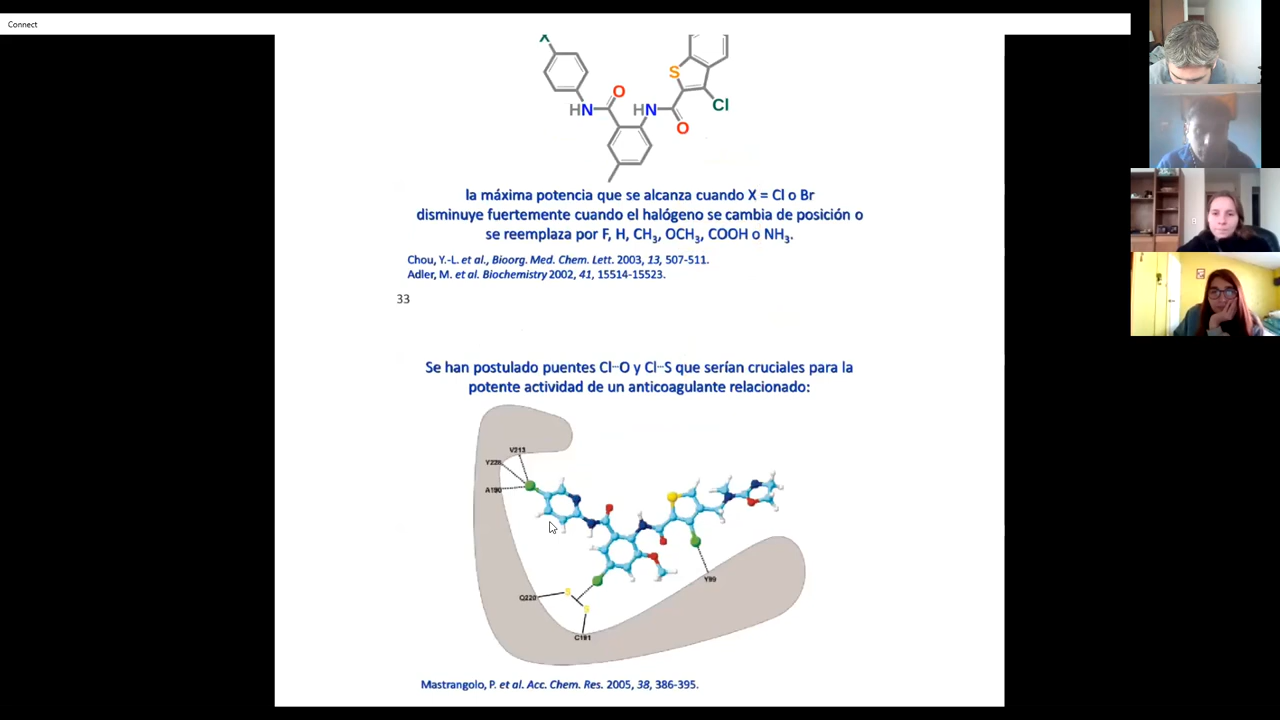 Connect
X
S
O
HN
HN
Cl
O
la máxima potencia que se alcanza cuando X = Cl o Br
disminuye fuertemente cuando el halógeno se cambia de posición o
se reemplaza por F, H, CH₃, OCH₃, COOH o NH₃.
Chou, Y.-L. et al., Bioorg. Med. Chem. Lett. 2003, 13, 507-511.
Adler, M. et al. Biochemistry 2002, 41, 15514-15523.
33
Se han postulado puentes Cl···O y Cl···S que serían cruciales para la
potente actividad de un anticoagulante relacionado:
V213
Y228
A190
Y99
Q220
S
S
C191
Mastrangolo, P. et al. Acc. Chem. Res. 2005, 38, 386-395.